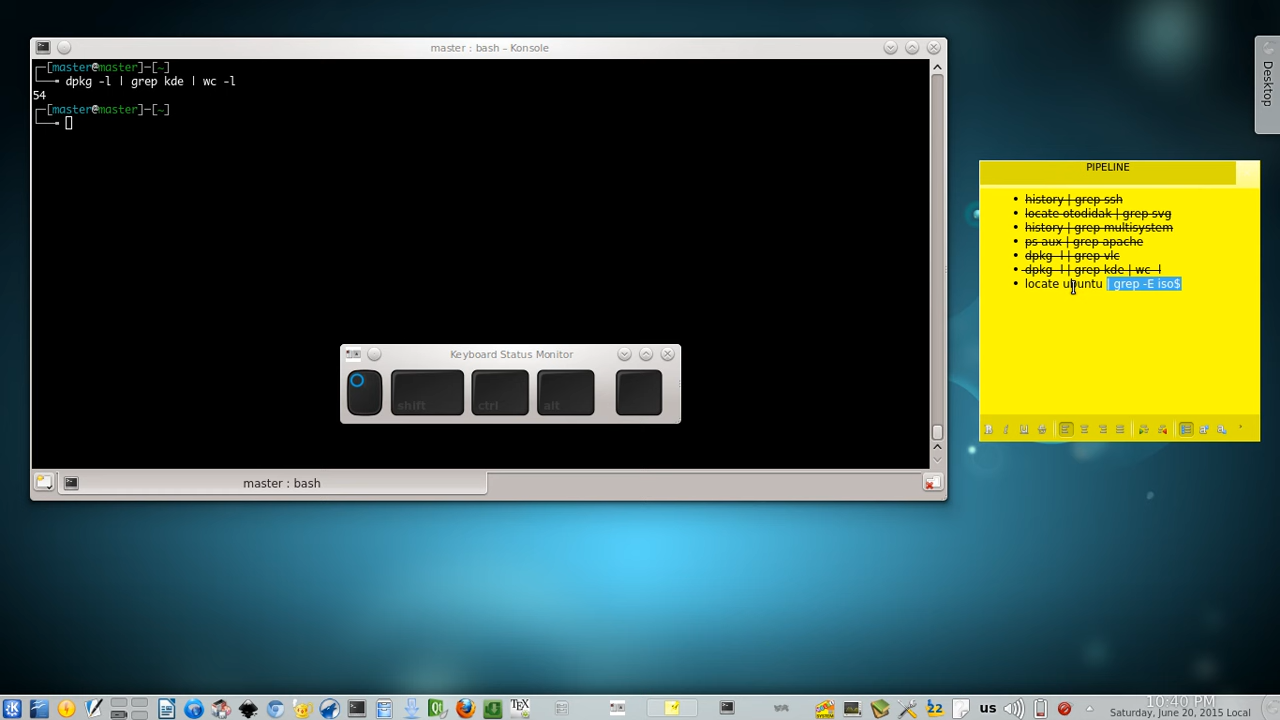 master : bash – Konsole
┌─[master@master]─[~]
└──╼ dpkg -l | grep kde | wc -l
54
┌─[master@master]─[~]
└──╼
Keyboard Status Monitor
shift ctrl alt
master : bash
Desktop
PIPELINE
• history | grep ssh
• locate otodidak | grep svg
• history | grep multisystem
• ps aux | grep apache
• dpkg -l | grep vlc
• dpkg -l | grep kde | wc -l
• locate ubuntu | grep -E iso$
us
22
10:40 PM
Saturday, June 20, 2015 Local